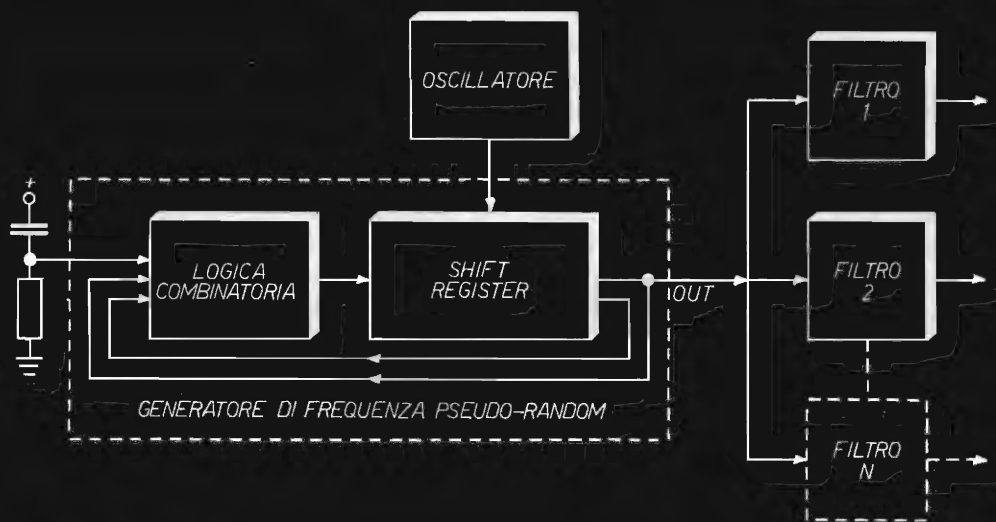 OSCILLATORE
FILTRO
1
+
LOGICA
COMBINATORIA
SHIFT
REGISTER
OUT
FILTRO
2
GENERATORE DI FREQUENZA PSEUDO-RANDOM
FILTRO
N